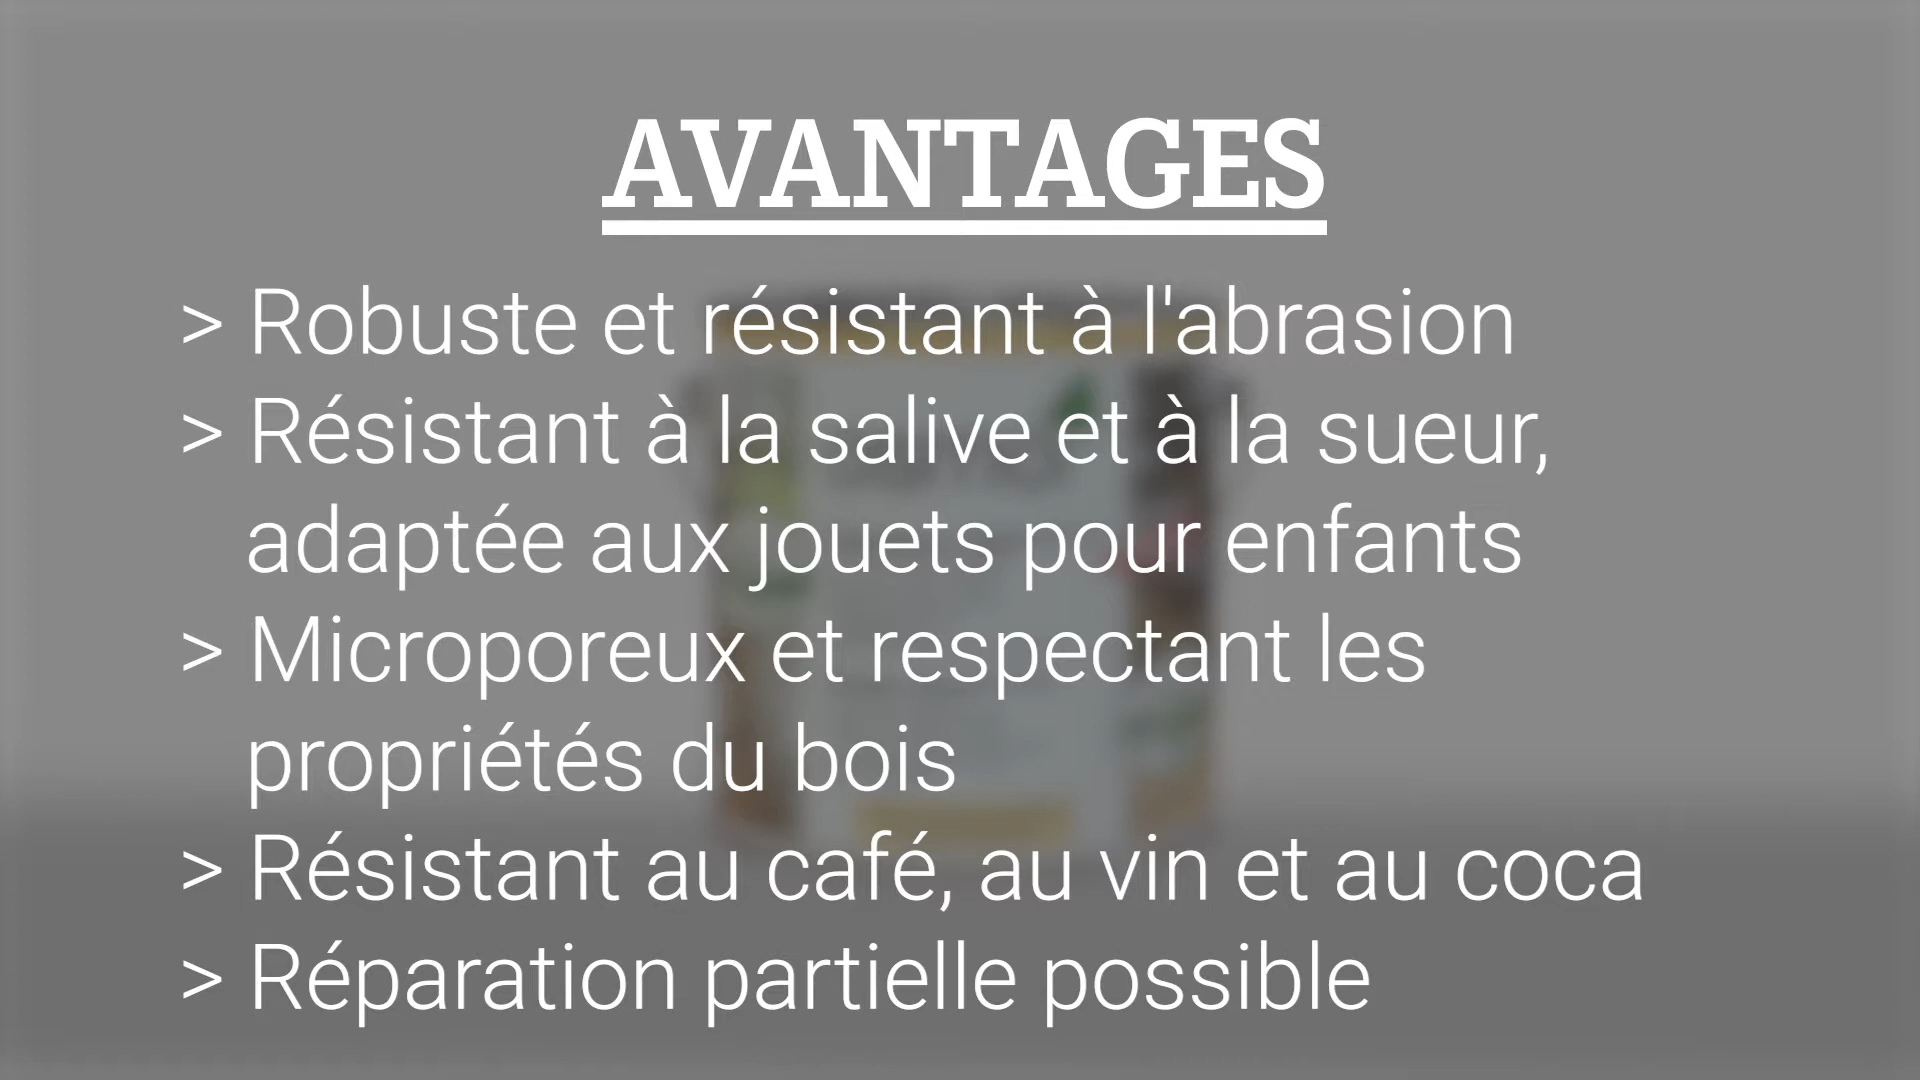 AVANTAGES
> Robuste et résistant à l'abrasion
> Résistant à la salive et à la sueur,
adaptée aux jouets pour enfants
> Microporeux et respectant les
propriétés du bois
> Résistant au café, au vin et au coca
> Réparation partielle possible